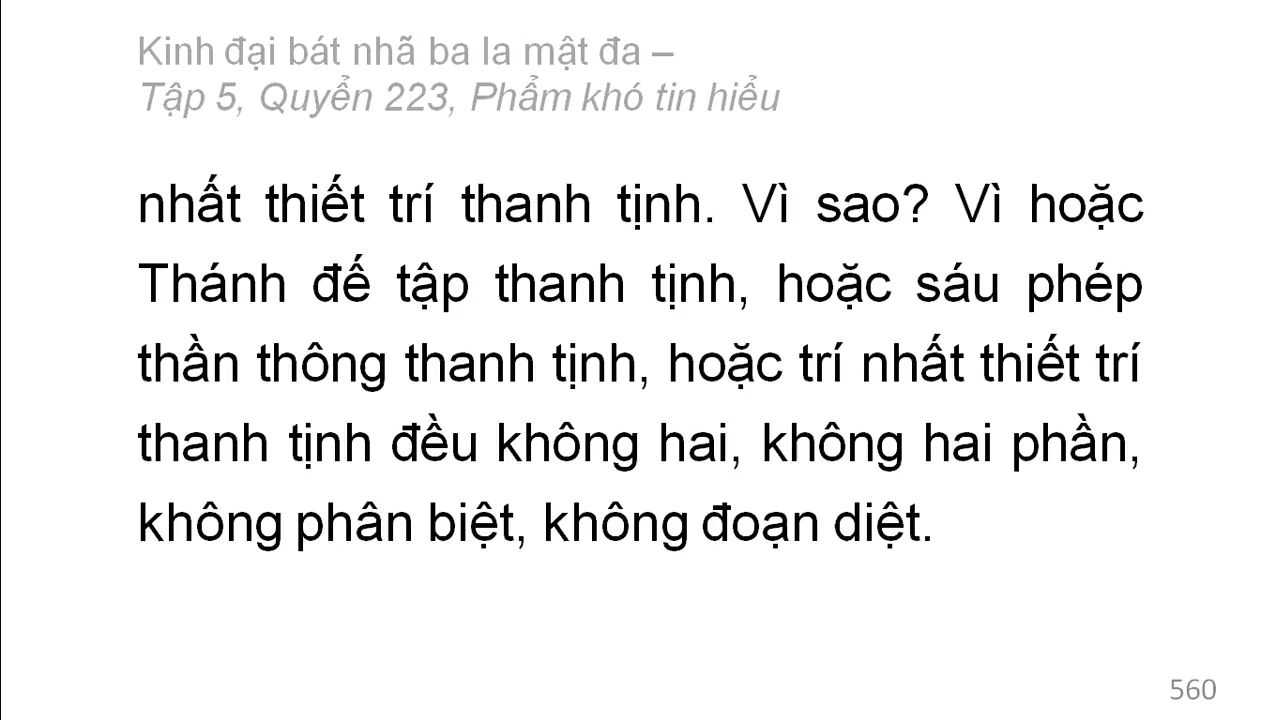 Kinh đại bát nhã ba la mật đa –
Tập 5, Quyển 223, Phẩm khó tin hiểu
nhất thiết trí thanh tịnh. Vì sao? Vì hoặc
Thánh đế tập thanh tịnh, hoặc sáu phép
thần thông thanh tịnh, hoặc trí nhất thiết trí
thanh tịnh đều không hai, không hai phần,
không phân biệt, không đoạn diệt.
560